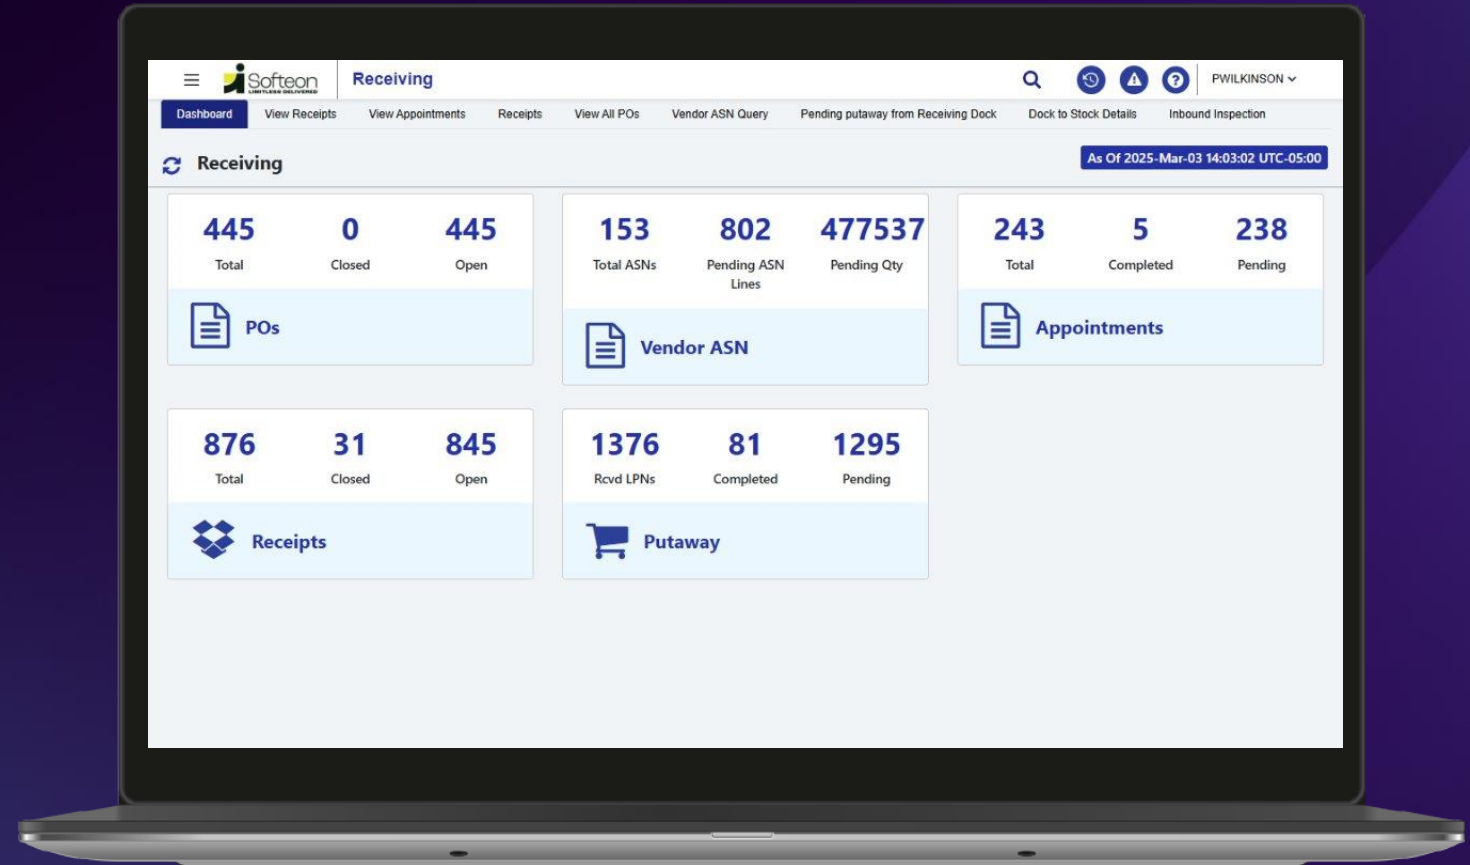 Softeon
LIMITLESS DELIVERED
Receiving
PWILKINSON
Dashboard View Receipts View Appointments Receipts View All POs Vendor ASN Query Pending putaway from Receiving Dock Dock to Stock Details Inbound Inspection
Receiving
As Of 2025-Mar-03 14:03:02 UTC-05:00
445 0 445
Total Closed Open
POs
153 802 477537
Total ASNs Pending ASN Pending Qty
Lines
Vendor ASN
243 5 238
Total Completed Pending
Appointments
876 31 845
Total Closed Open
Receipts
1376 81 1295
Rcvd LPNs Completed Pending
Putaway